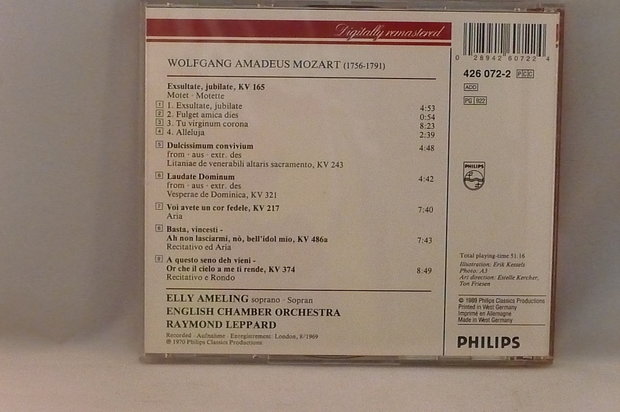 Digitally remastered
WOLFGANG AMADEUS MOZART (1756-1791)
Exsultate, jubilate, KV 165
Motet · Motette
1 1. Exsultate, jubilate 4:53
2 2. Fulget amica dies 0:54
3 3. Tu virginum corona 8:23
4 4. Alleluja 2:39
5 Dulcissimum convivium 4:48
from · aus · extr. des
Litaniae de venerabili altaris sacramento, KV 243
6 Laudate Dominum 4:42
from · aus · extr. des
Vesperae de Dominica, KV 321
7 Voi avete un cor fedele, KV 217 7:40
Aria
8 Basta, vincesti -
Ah non lasciarmi, nò, bell'idol mio, KV 486a 7:43
Recitativo ed Aria
9 A questo seno deh vieni -
Or che il cielo a me ti rende, KV 374 8:49
Recitativo e Rondo
ELLY AMELING soprano · Sopran
ENGLISH CHAMBER ORCHESTRA
RAYMOND LEPPARD
Recorded · Aufnahme · Enregistrement: London, 8/1969
℗ 1970 Philips Classics Productions
0 28942 60722 4
426 072-2 PCC
ADD
PG 922
PHILIPS
Total playing-time 51:16
Illustration: Erik Kessels
Photo: A3
Art direction: Estelle Kercher,
Ton Friesen
© 1989 Philips Classics Productions
Printed in West Germany
Imprimé en Allemagne
Made in West Germany
PHILIPS